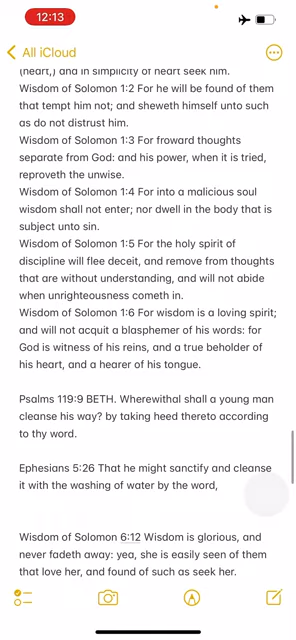 12:13
All iCloud
(heart,) and in simplicity of heart seek him.
Wisdom of Solomon 1:2 For he will be found of them
that tempt him not; and sheweth himself unto such
as do not distrust him.
Wisdom of Solomon 1:3 For froward thoughts
separate from God: and his power, when it is tried,
reproveth the unwise.
Wisdom of Solomon 1:4 For into a malicious soul
wisdom shall not enter; nor dwell in the body that is
subject unto sin.
Wisdom of Solomon 1:5 For the holy spirit of
discipline will flee deceit, and remove from thoughts
that are without understanding, and will not abide
when unrighteousness cometh in.
Wisdom of Solomon 1:6 For wisdom is a loving spirit;
and will not acquit a blasphemer of his words: for
God is witness of his reins, and a true beholder of
his heart, and a hearer of his tongue.
Psalms 119:9 BETH. Wherewithal shall a young man
cleanse his way? by taking heed thereto according
to thy word.
Ephesians 5:26 That he might sanctify and cleanse
it with the washing of water by the word,
Wisdom of Solomon 6:12 Wisdom is glorious, and
never fadeth away: yea, she is easily seen of them
that love her, and found of such as seek her.